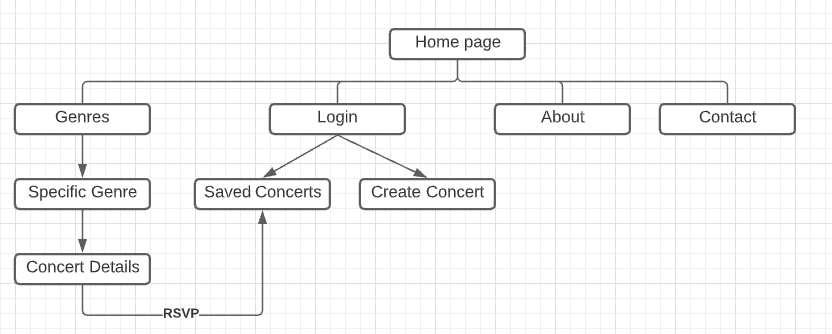 Home page
Genres
Login
About
Contact
Specific Genre
Saved Concerts
Create Concert
Concert Details
RSVP